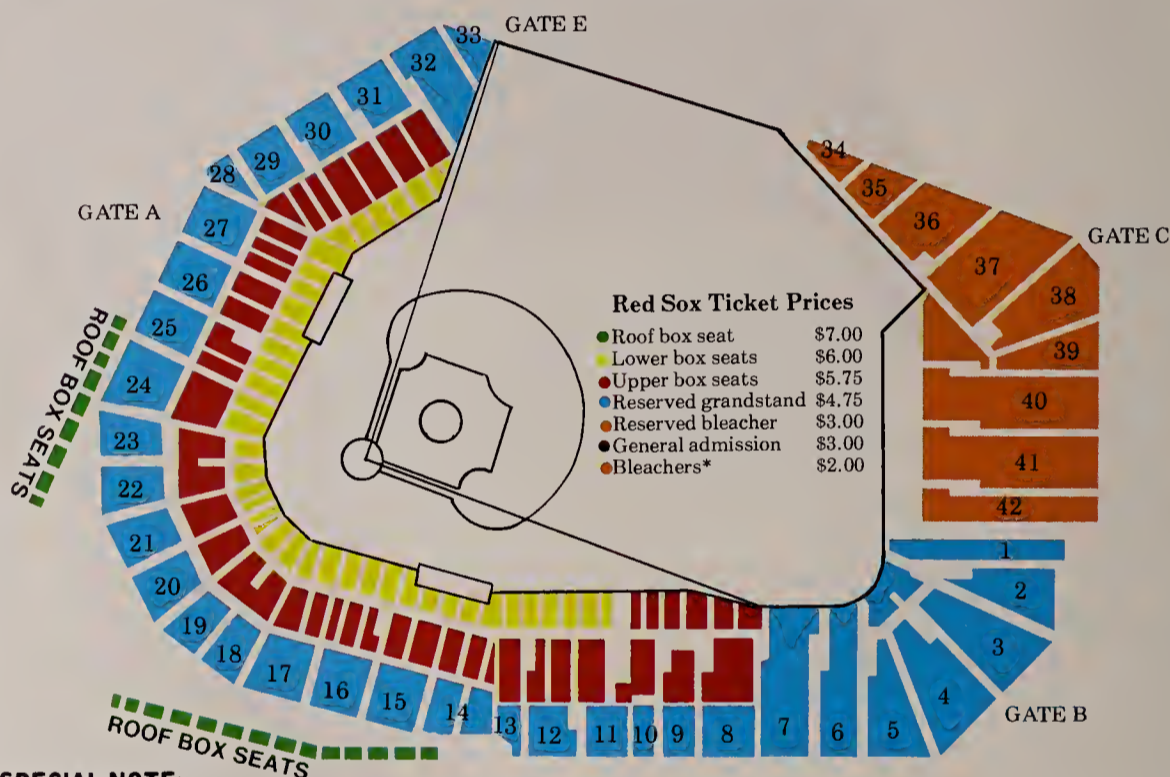 GATE E
33
32
31
30
29
28
GATE A
27
26
25
24
23
22
21
20
19
18
17
16
15
14
13
12
11
10
9
8
7
6
5
4
3
2
1
34
35
36
37
38
39
40
41
42
GATE C
GATE B
ROOF BOX SEATS
ROOF BOX SEATS
Red Sox Ticket Prices
Roof box seat $7.00
Lower box seats $6.00
Upper box seats $5.75
Reserved grandstand $4.75
Reserved bleacher $3.00
General admission $3.00
Bleachers* $2.00
SPECIAL NOTE